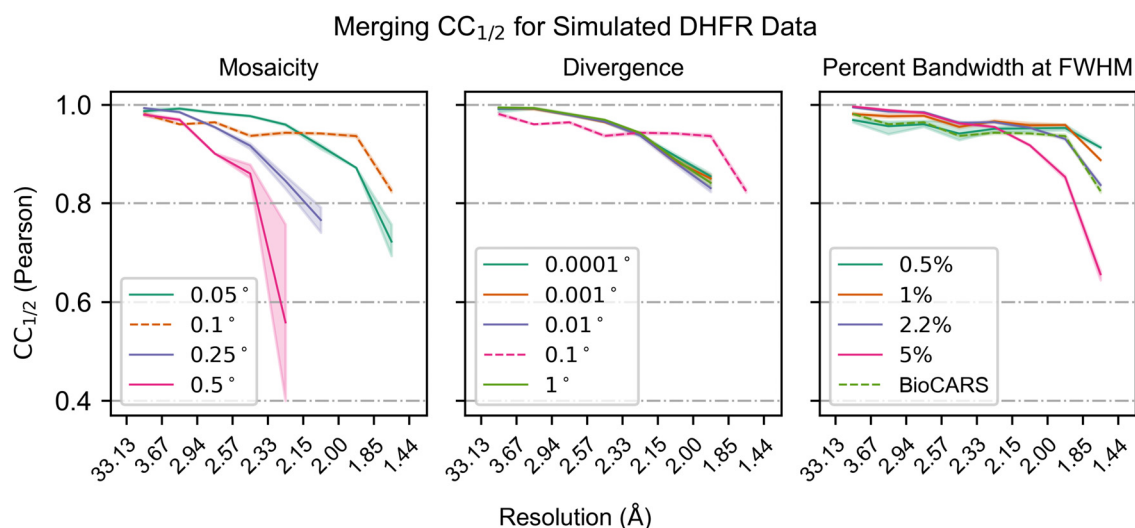 Merging CC1/2 for Simulated DHFR Data
Mosaicity
Divergence
Percent Bandwidth at FWHM
CC1/2 (Pearson)
1.0
0.8
0.6
0.4
0.05°
0.1°
0.25°
0.5°
0.0001°
0.001°
0.01°
0.1°
1°
0.5%
1%
2.2%
5%
BioCARS
33.13 3.67 2.94 2.57 2.33 2.15 2.00 1.85 1.44
33.13 3.67 2.94 2.57 2.33 2.15 2.00 1.85 1.44
33.13 3.67 2.94 2.57 2.33 2.15 2.00 1.85 1.44
Resolution (Å)